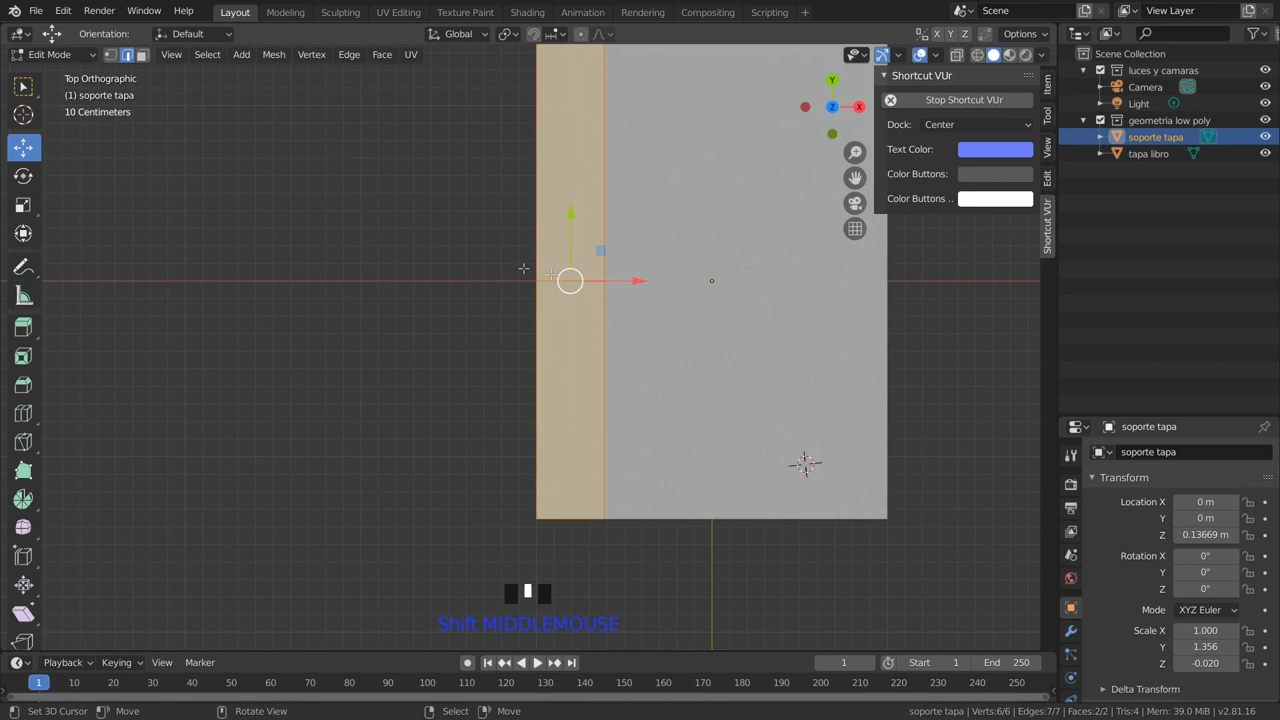 File Edit Render Window Help Layout Modeling Sculpting UV Editing Texture Paint Shading Animation Rendering Compositing Scripting + Scene View Layer
Orientation: Default Global X Y Z Options
Edit Mode View Select Add Mesh Vertex Edge Face UV
Top Orthographic
(1) soporte tapa
10 Centimeters
Y
Z
X
Shortcut VUr
Stop Shortcut VUr
Dock: Center
Text Color:
Color Buttons:
Color Buttons ..
Item
Tool
View
Edit
Shortcut VUr
Scene Collection
luces y camaras
Camera
Light
geometria low poly
soporte tapa
tapa libro
soporte tapa
soporte tapa
Transform
Location X 0 m
Y 0 m
Z 0.13669 m
Rotation X 0°
Y 0°
Z 0°
Mode XYZ Euler
Scale X 1.000
Y 1.356
Z -0.020
Delta Transform
Shift MIDDLEMOUSE
Playback Keying View Marker 1 Start 1 End 250
1 10 20 30 40 50 60 70 80 90 100 110 120 130 140 150 160 170 180 190 200 210 220 230 240 250
Set 3D Cursor Move Rotate View Select Move soporte tapa | Verts:6/6 | Edges:7/7 | Faces:2/2 | Tris:4 | Mem: 39.0 MiB | v2.81.16